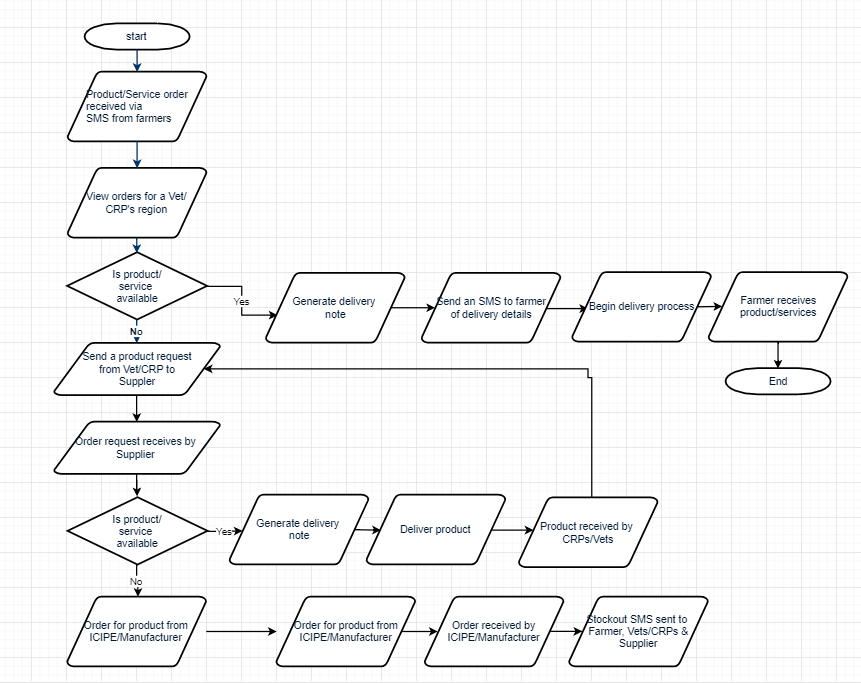 start
Product/Service order
received via
SMS from farmers
View orders for a Vet/
CRP's region
Is product/
service
available
Yes
Generate delivery
note
Send an SMS to farmer
of delivery details
Begin delivery process
Farmer receives
product/services
End
No
Send a product request
from Vet/CRP to
Suppler
Order request receives by
Supplier
Is product/
service
available
Yes
Generate delivery
note
Deliver product
Product received by
CRPs/Vets
No
Order for product from
ICIPE/Manufacturer
Order for product from
ICIPE/Manufacturer
Order received by
ICIPE/Manufacturer
Stockout SMS sent to
Farmer, Vets/CRPs &
Supplier